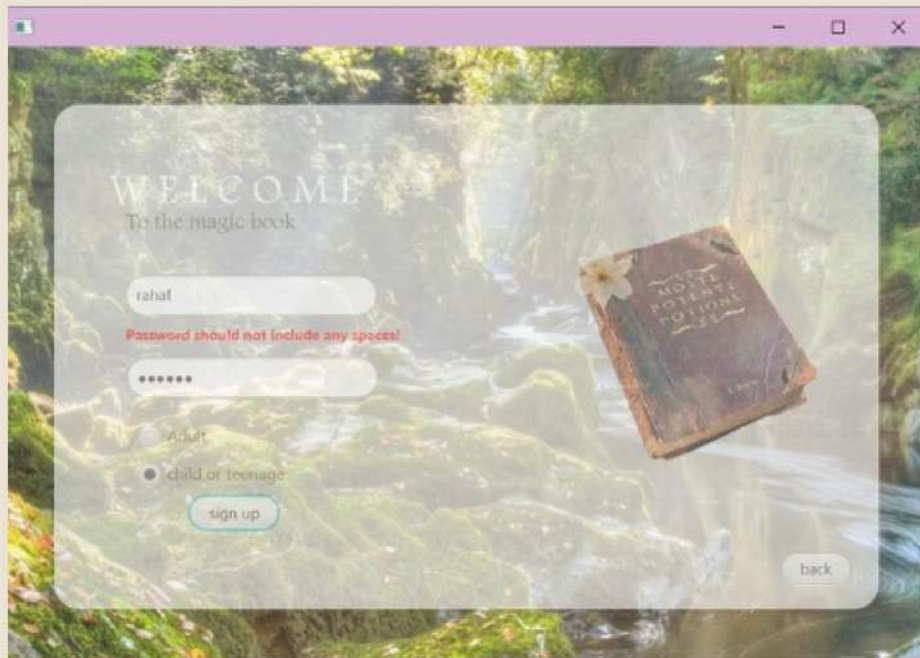 WELCOME
To the magic book
rahaf
Password should not include any spaces!
••••••
Adult
child or teenage
sign up
back
MOSTE
POTENTE
POTIONS